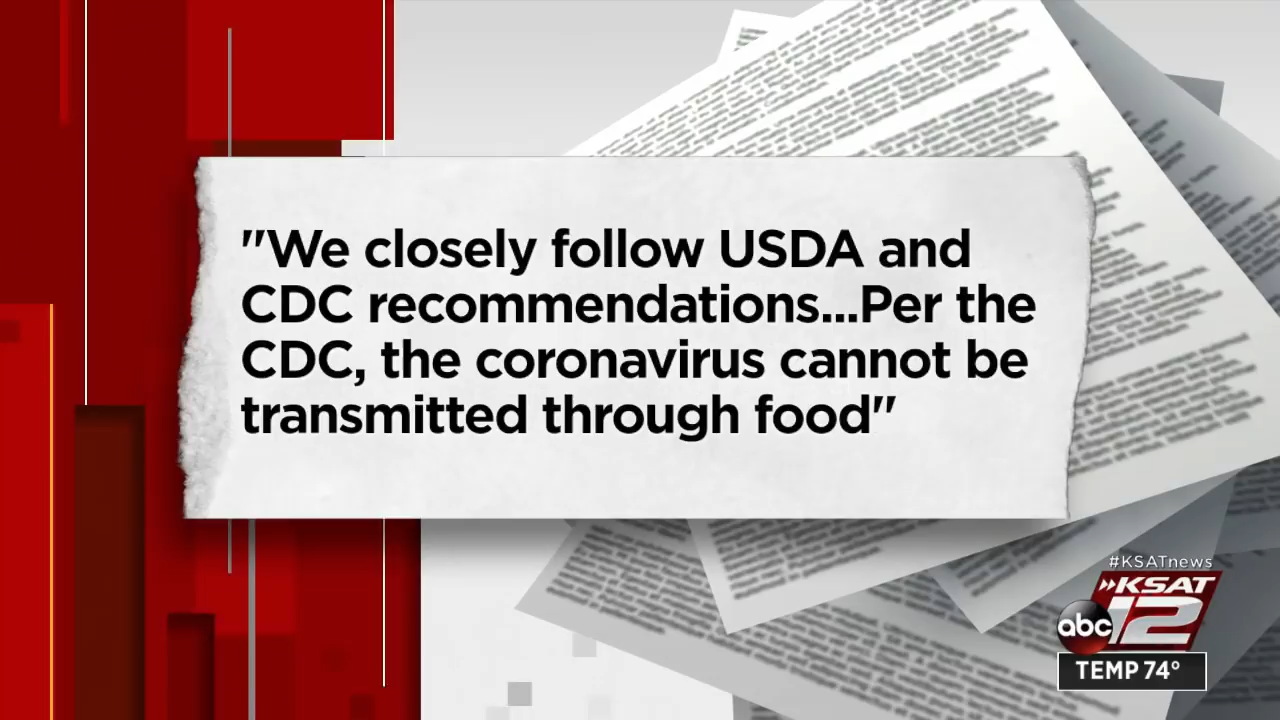 "We closely follow USDA and
CDC recommendations...Per the
CDC, the coronavirus cannot be
transmitted through food"
#KSATnews
KSAT
abc 12
TEMP 74°